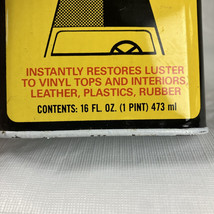 INSTANTLY RESTORES LUSTER
TO VINYL TOPS AND INTERIORS,
LEATHER, PLASTICS, RUBBER
CONTENTS: 16 FL. OZ. (1 PINT) 473 ml